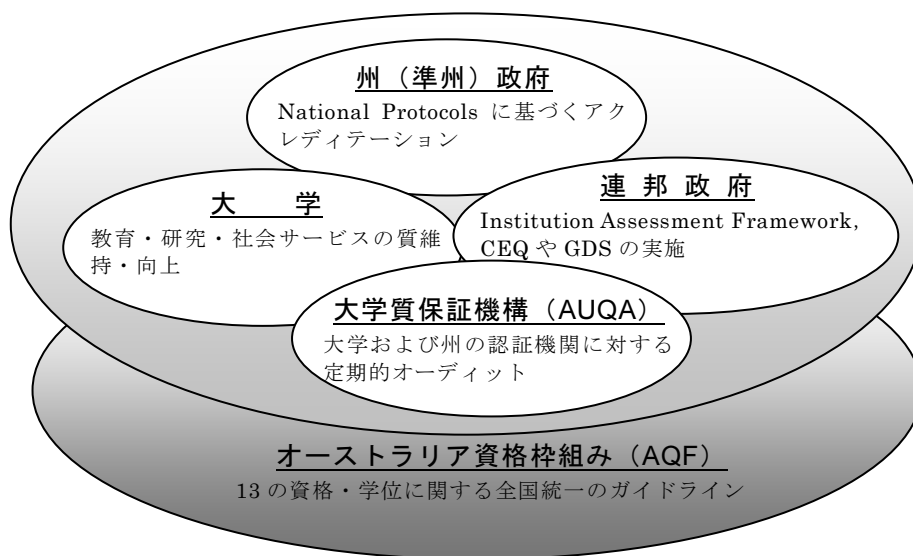 州（準州）政府
National Protocols に基づくアク
レディテーション
大　　学
教育・研究・社会サービスの質維
持・向上
連 邦 政 府
Institution Assessment Framework,
CEQ や GDS の実施
大学質保証機構（AUQA）
大学および州の認証機関に対する
定期的オーディット
オーストラリア資格枠組み（AQF）
13 の資格・学位に関する全国統一のガイドライン